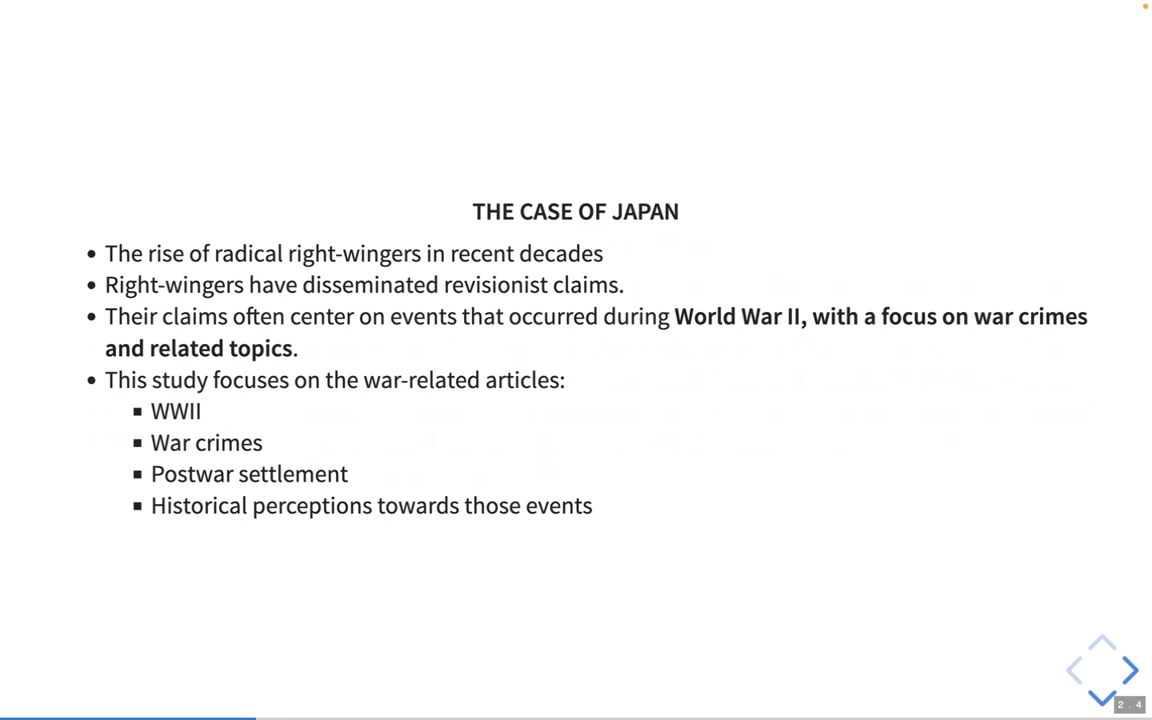 THE CASE OF JAPAN
• The rise of radical right-wingers in recent decades
• Right-wingers have disseminated revisionist claims.
• Their claims often center on events that occurred during World War II, with a focus on war crimes
and related topics.
• This study focuses on the war-related articles:
▪ WWII
▪ War crimes
▪ Postwar settlement
▪ Historical perceptions towards those events
2 . 4